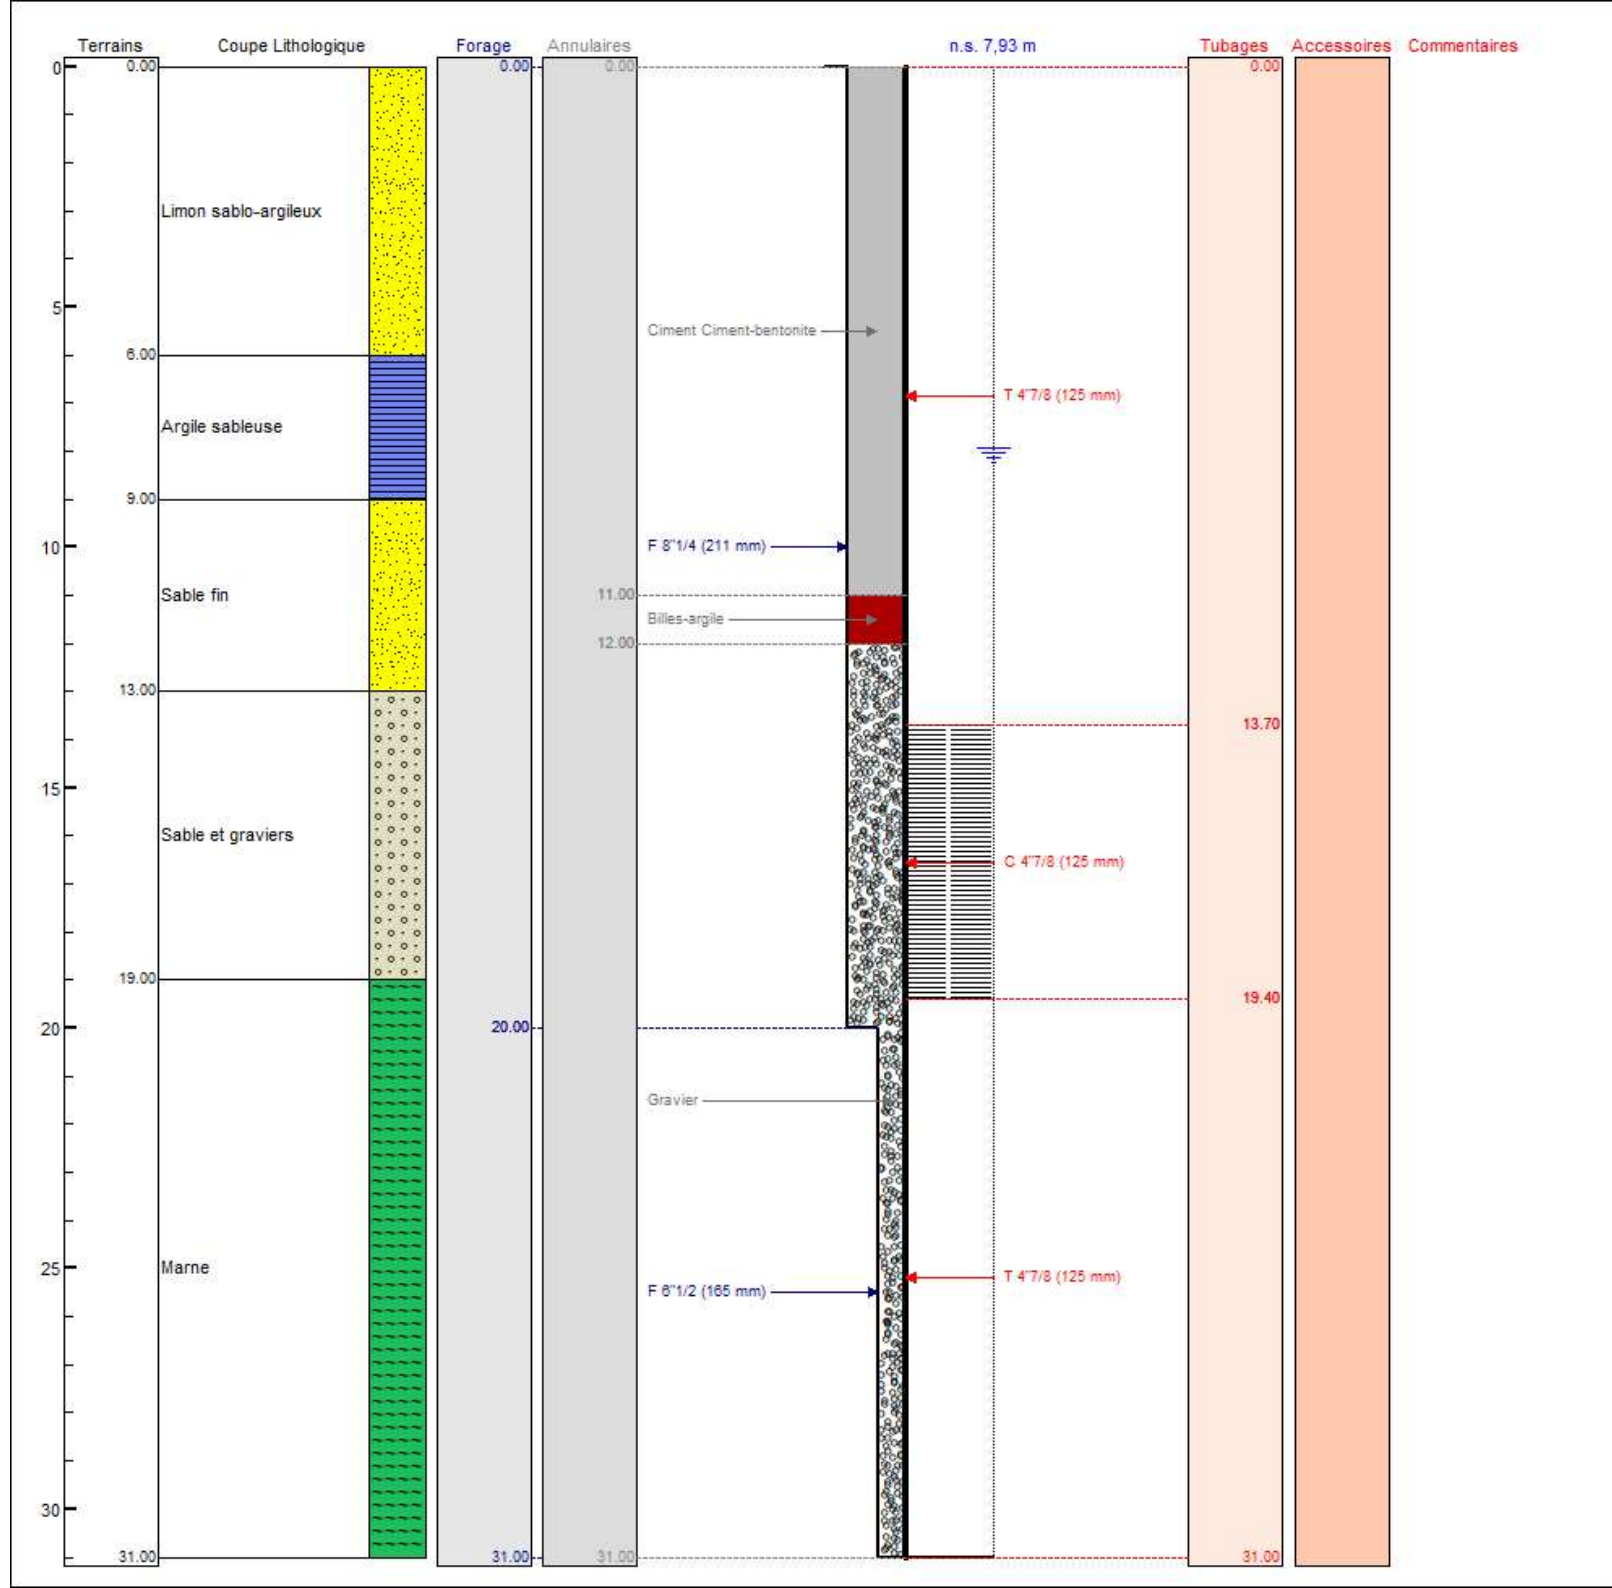 Terrains Coupe Lithologique Forage Annulaires n.s. 7,93 m Tubages Accessoires Commentaires
0 0.00 0.00 0.00 0.00
Limon sablo-argileux
5
Ciment Ciment-bentonite
6.00
T 4"7/8 (125 mm)
Argile sableuse
9.00
10 F 8"1/4 (211 mm)
Sable fin 11.00
Billes-argile
12.00
13.00
13.70
15
Sable et graviers
C 4"7/8 (125 mm)
19.00
19.40
20 20.00
Gravier
25 Marne T 4"7/8 (125 mm)
F 6"1/2 (165 mm)
30
31.00 31.00 31.00 31.00